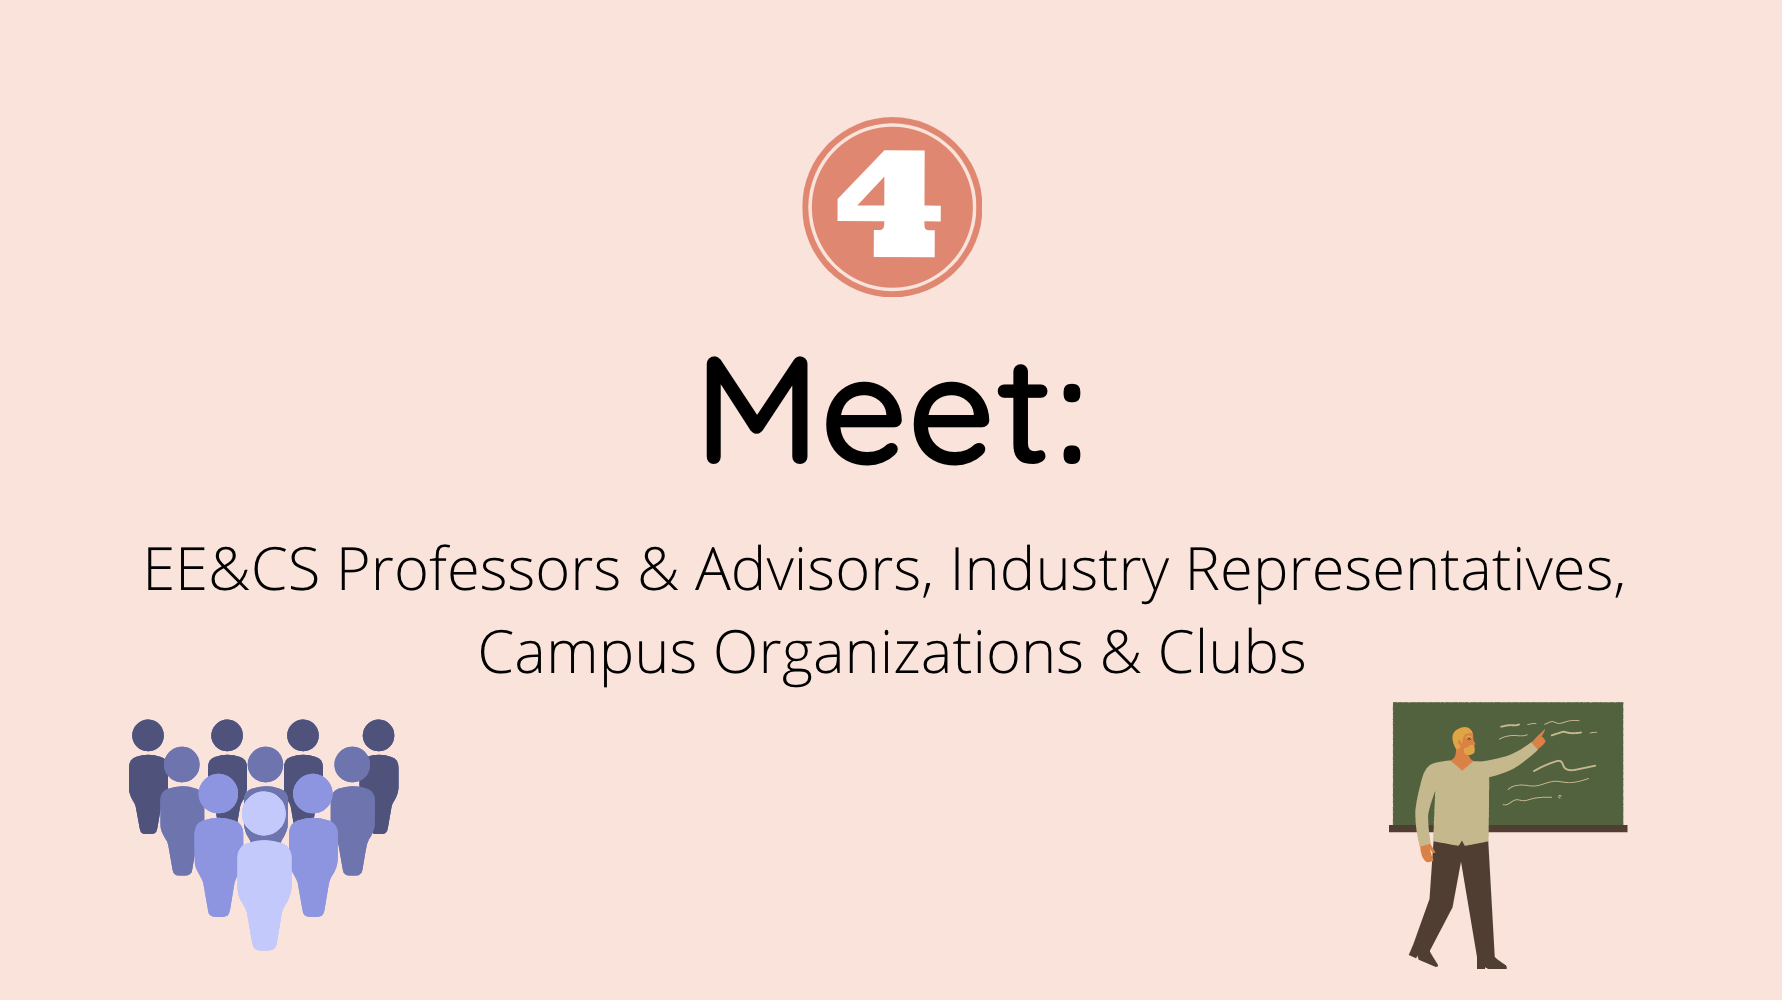 4
Meet:
EE&CS Professors & Advisors, Industry Representatives,
Campus Organizations & Clubs